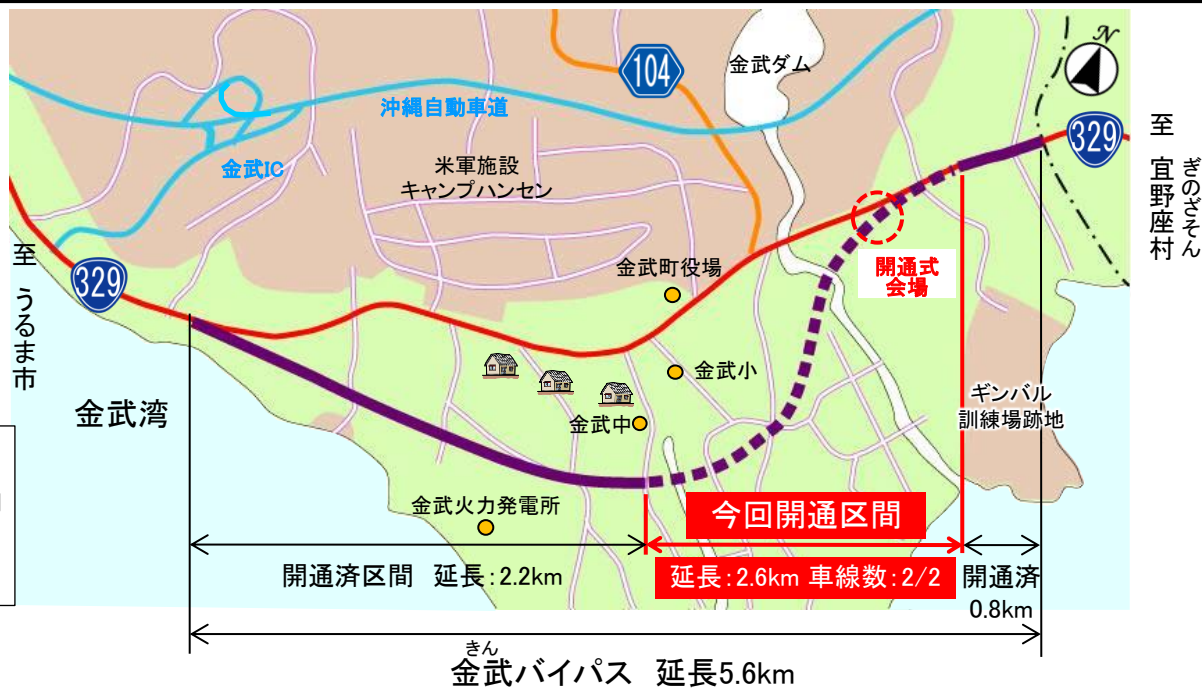 N
104
金武ダム
沖縄自動車道
329
至 宜野座村
ぎのざそん
金武IC
米軍施設
キャンプハンセン
至 うるま市
329
金武町役場
開通式
会場
金武小
金武湾
金武中
ギンバル
訓練場跡地
金武火力発電所
今回開通区間
開通済区間 延長:2.2km
延長:2.6km 車線数:2/2
開通済
0.8km
きん
金武バイパス 延長5.6km